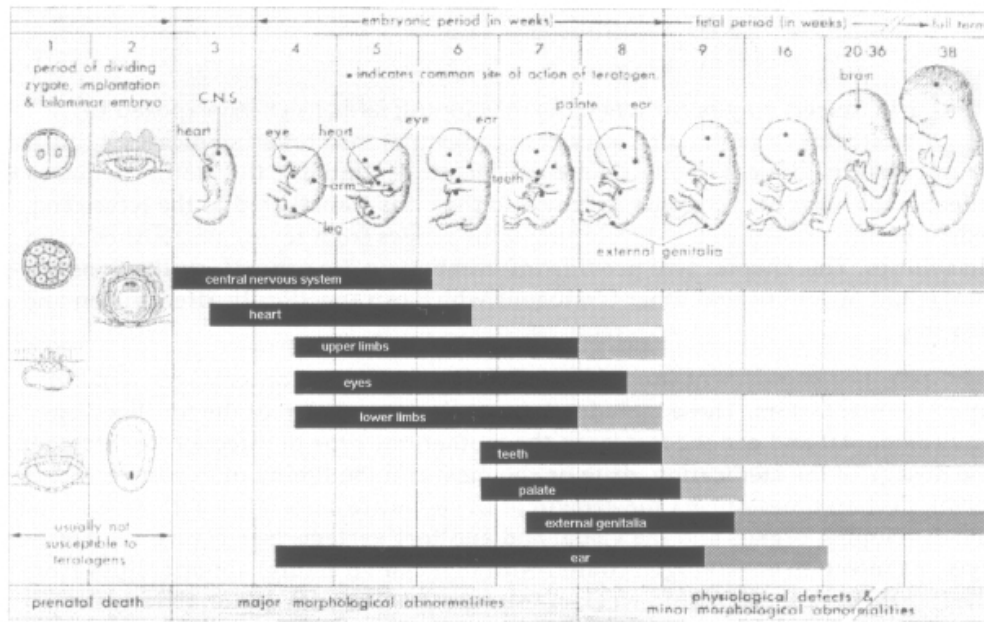 embryonic period (in weeks)
fetal period (in weeks)
full term
1
2
3
4
5
6
7
8
9
16
20-36
38
period of dividing
zygate, implantation
& bilaminar embryo
• indicates common site of action of teratogen.
brain
C.N.S.
heart
eye
heart
eye
ear
palate
ear
arm
teeth
leg
external genitalia
central nervous system
heart
upper limbs
eyes
lower limbs
teeth
palate
external genitalia
ear
usually not
susceptible to
teratogens
prenatal death
major morphological abnormalities
physiological defects &
minor morphological abnormalities